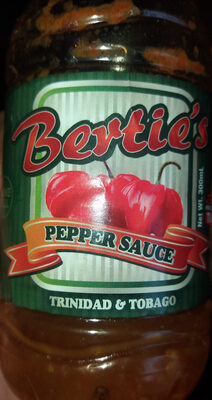 Bertie's
PEPPER SAUCE
TRINIDAD & TOBAGO
Net Wt. 300mL